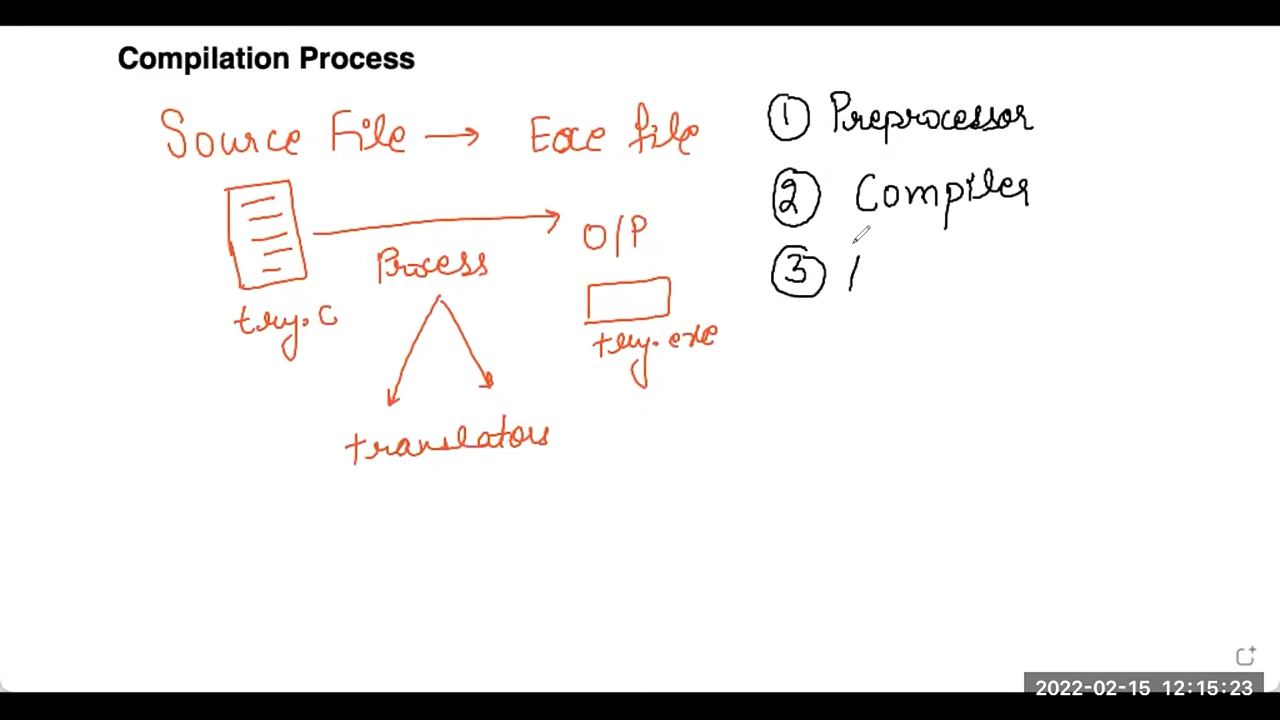 Compilation Process
Source File → Exe file
O/P
Process
try.c
try.exe
translators
① Preprocessor
② Compiler
③
2022-02-15 12:15:23